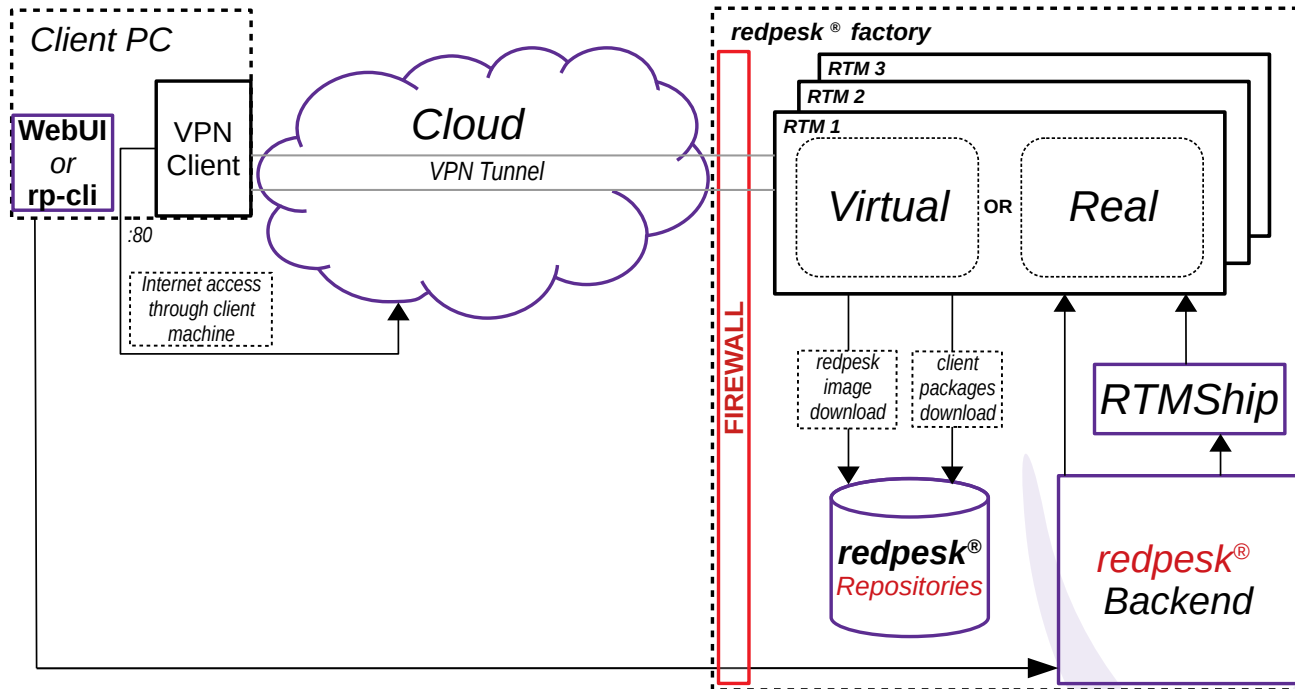 Client PC
WebUI
or
rp-cli
VPN
Client
:80
Internet access
through client
machine
Cloud
VPN Tunnel
redpesk ® factory
FIREWALL
RTM 3
RTM 2
RTM 1
Virtual
OR
Real
redpesk
image
download
client
packages
download
RTMShip
redpesk®
Repositories
redpesk®
Backend